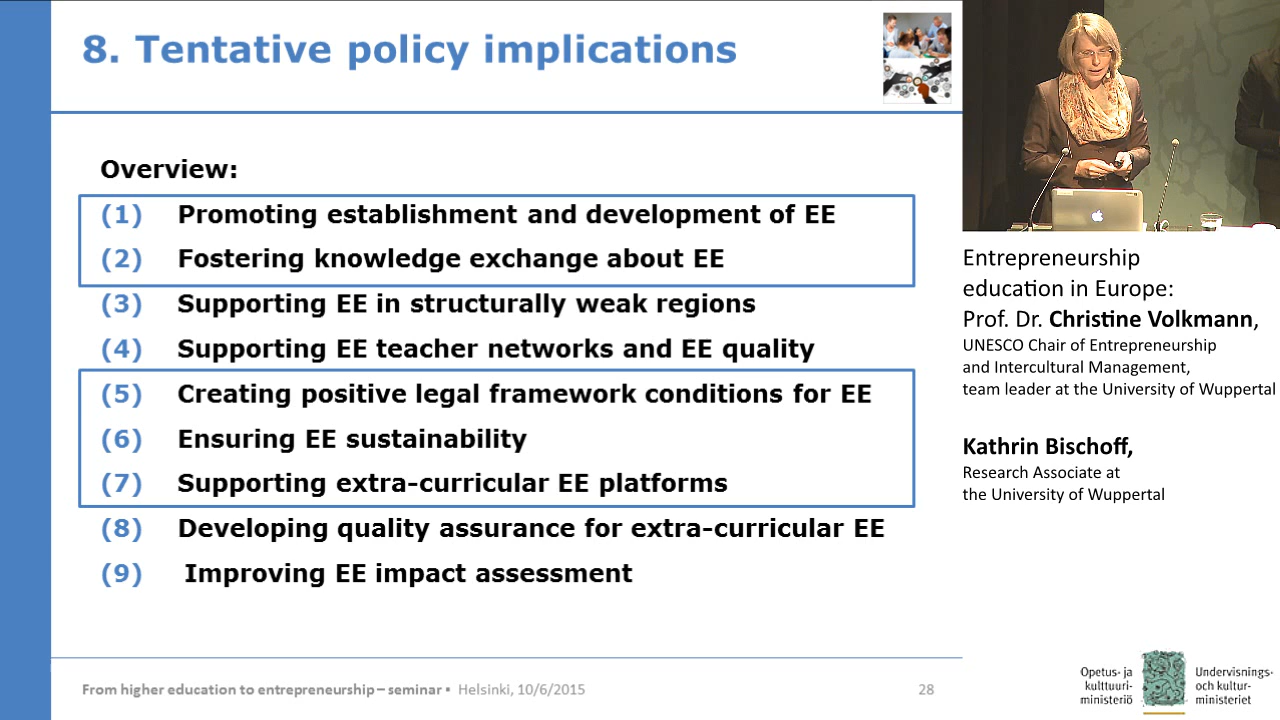 8. Tentative policy implications
Overview:
(1) Promoting establishment and development of EE
(2) Fostering knowledge exchange about EE
(3) Supporting EE in structurally weak regions
(4) Supporting EE teacher networks and EE quality
(5) Creating positive legal framework conditions for EE
(6) Ensuring EE sustainability
(7) Supporting extra-curricular EE platforms
(8) Developing quality assurance for extra-curricular EE
(9) Improving EE impact assessment
From higher education to entrepreneurship – seminar ▪ Helsinki, 10/6/2015
28
Entrepreneurship
education in Europe:
Prof. Dr. Christine Volkmann,
UNESCO Chair of Entrepreneurship
and Intercultural Management,
team leader at the University of Wuppertal
Kathrin Bischoff,
Research Associate at
the University of Wuppertal
Opetus- ja
kulttuuri-
ministeriö
Undervisnings-
och kultur-
ministeriet